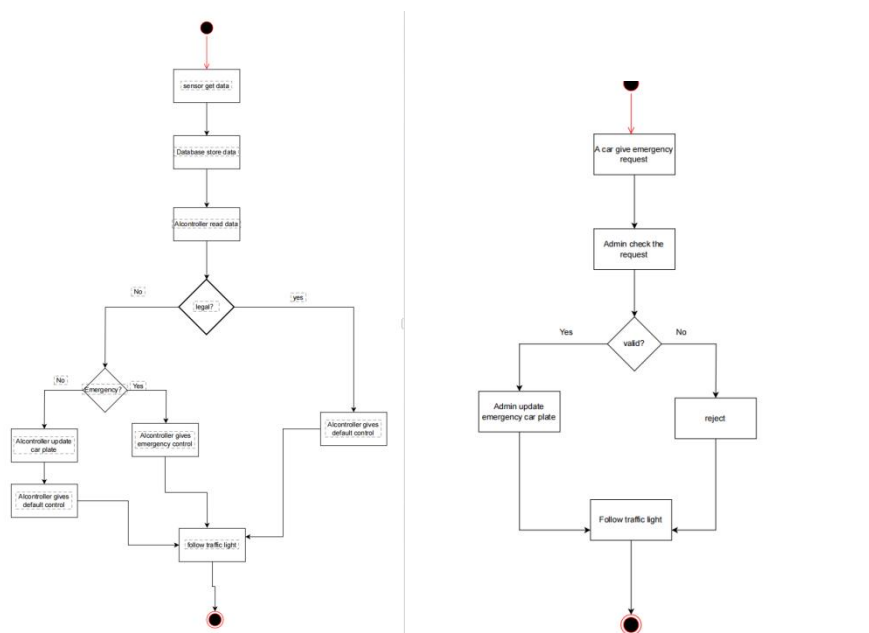 sensor get data
Database store data
AIcontroller read data
No
yes
legal?
No
Emergency?
Yes
AIcontroller update
car plate
AIcontroller gives
emergency control
AIcontroller gives
default control
AIcontroller gives
default control
follow traffic light
A car give emergency
request
Admin check the
request
Yes
No
valid?
Admin update
emergency car plate
reject
Follow traffic light